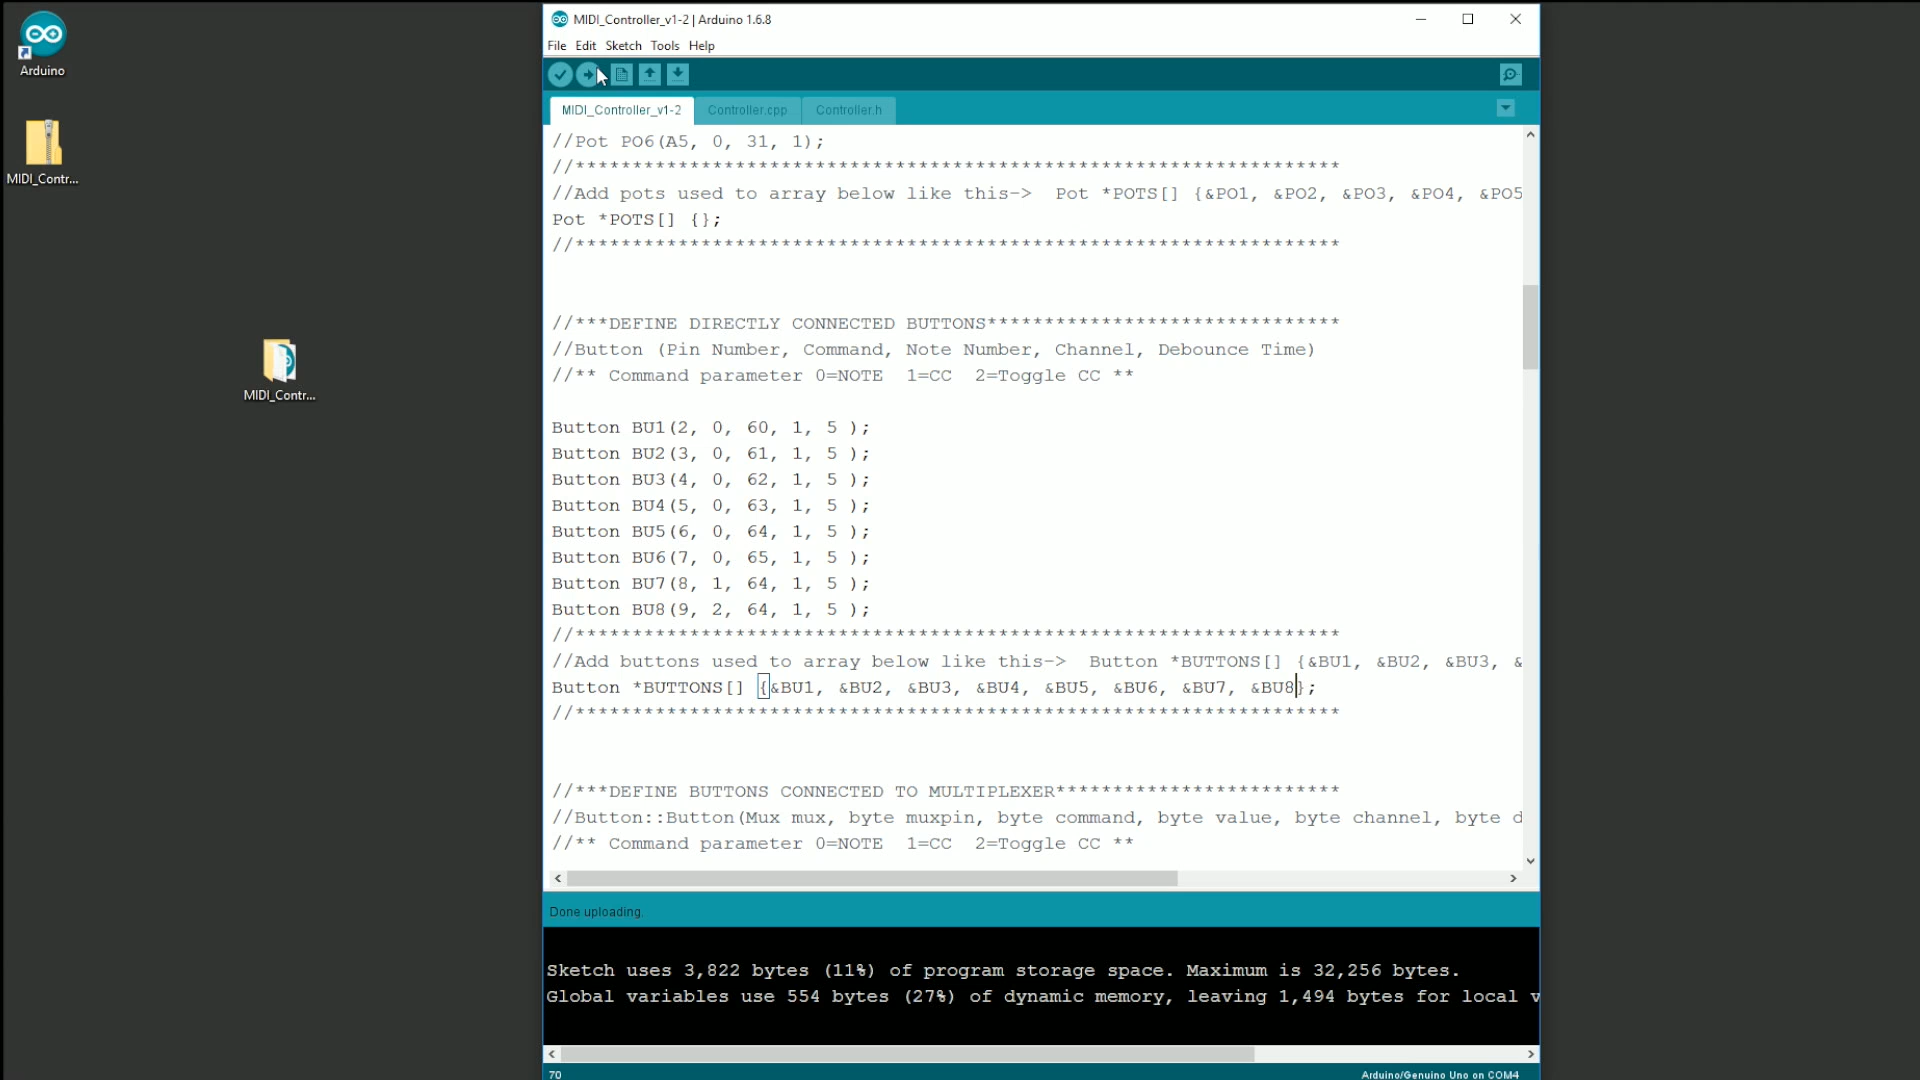 Arduino
MIDI_Contr...
MIDI_Contr...
MIDI_Controller_v1-2 | Arduino 1.6.8
File Edit Sketch Tools Help
MIDI_Controller_v1-2 Controller.cpp Controller.h
//Pot PO6(A5, 0, 31, 1);
//*******************************************************************
//Add pots used to array below like this-> Pot *POTS[] {&PO1, &PO2, &PO3, &PO4, &PO5
Pot *POTS[] {};
//*******************************************************************
//***DEFINE DIRECTLY CONNECTED BUTTONS*******************************
//Button (Pin Number, Command, Note Number, Channel, Debounce Time)
//** Command parameter 0=NOTE 1=CC 2=Toggle CC **
Button BU1(2, 0, 60, 1, 5 );
Button BU2(3, 0, 61, 1, 5 );
Button BU3(4, 0, 62, 1, 5 );
Button BU4(5, 0, 63, 1, 5 );
Button BU5(6, 0, 64, 1, 5 );
Button BU6(7, 0, 65, 1, 5 );
Button BU7(8, 1, 64, 1, 5 );
Button BU8(9, 2, 64, 1, 5 );
//*******************************************************************
//Add buttons used to array below like this-> Button *BUTTONS[] {&BU1, &BU2, &BU3, &
Button *BUTTONS[] {&BU1, &BU2, &BU3, &BU4, &BU5, &BU6, &BU7, &BU8};
//*******************************************************************
//***DEFINE BUTTONS CONNECTED TO MULTIPLEXER*************************
//Button::Button(Mux mux, byte muxpin, byte command, byte value, byte channel, byte d
//** Command parameter 0=NOTE 1=CC 2=Toggle CC **
Done uploading.
Sketch uses 3,822 bytes (11%) of program storage space. Maximum is 32,256 bytes.
Global variables use 554 bytes (27%) of dynamic memory, leaving 1,494 bytes for local v
70 Arduino/Genuino Uno on COM4